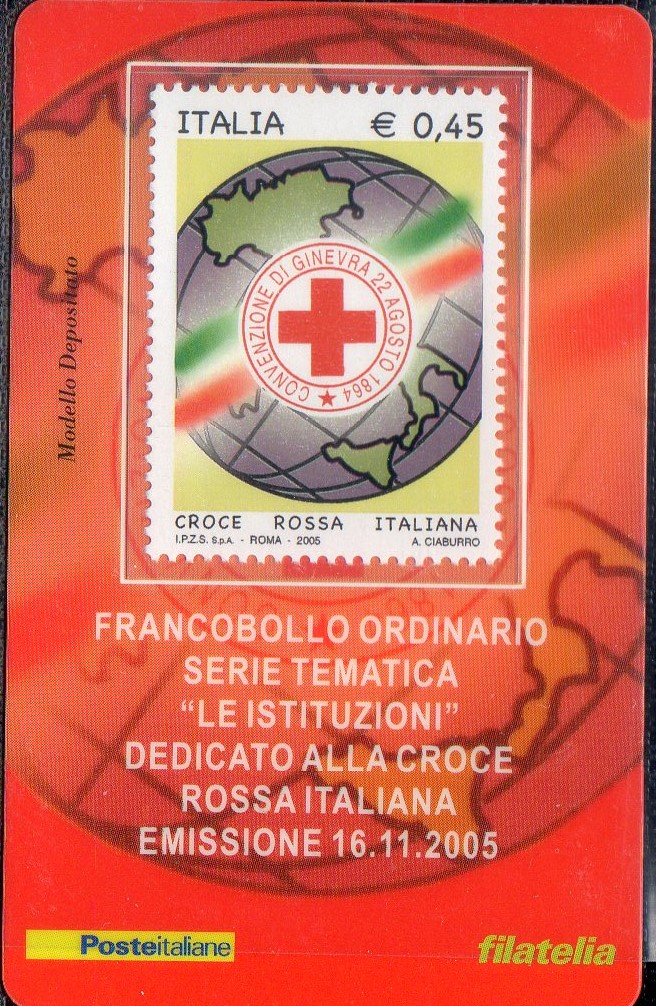 ITALIA € 0,45
CONVENZIONE DI GINEVRA 22 AGOSTO 1864
CROCE ROSSA ITALIANA
I.P.Z.S. S.p.A. - ROMA - 2005 A. CIABURRO
Modello Depositato
FRANCOBOLLO ORDINARIO
SERIE TEMATICA
“LE ISTITUZIONI”
DEDICATO ALLA CROCE
ROSSA ITALIANA
EMISSIONE 16.11.2005
Posteitaliane
filatelia